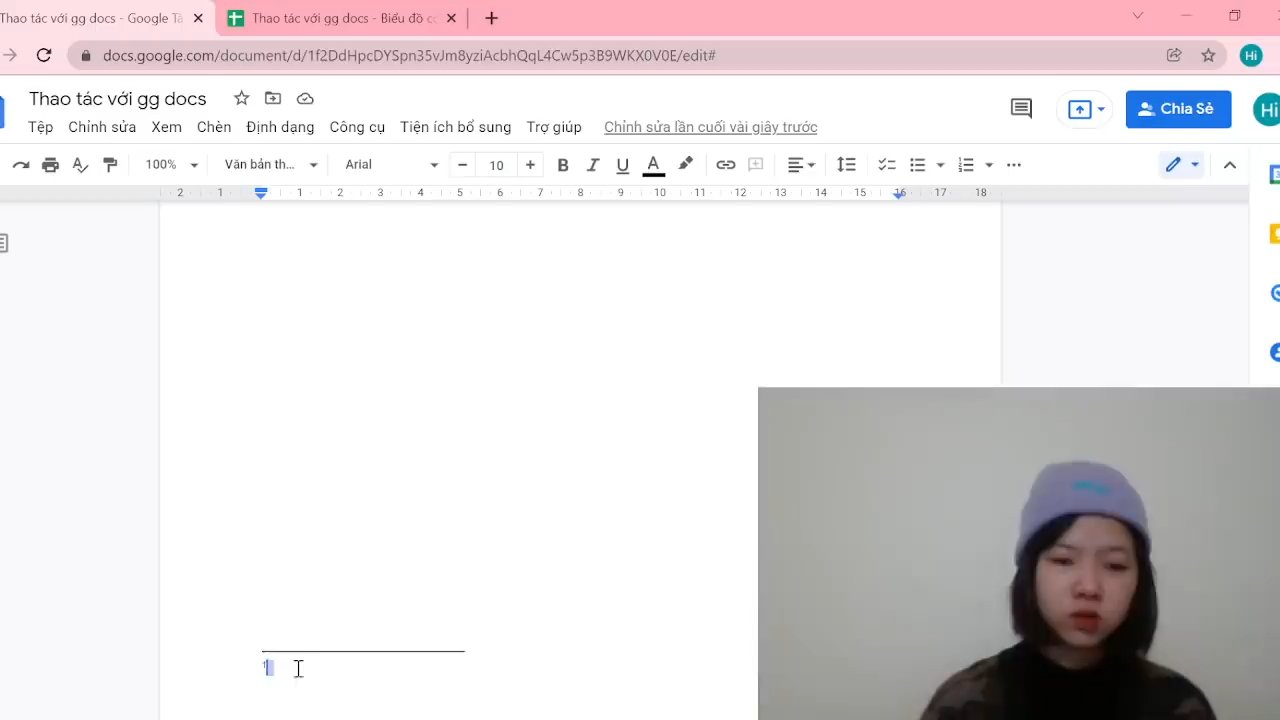 Thao tác với gg docs - Google Tà
Thao tác với gg docs - Biểu đồ cơ
docs.google.com/document/d/1f2DdHpcDYSpn35vJm8yziAcbhQqL4Cw5p3B9WKX0V0E/edit#
Hi
Thao tác với gg docs
Chia Sẻ
Hi
Tệp Chỉnh sửa Xem Chèn Định dạng Công cụ Tiện ích bổ sung Trợ giúp Chỉnh sửa lần cuối vài giây trước
100% Văn bản th... Arial 10 B I U A
2 1 1 2 3 4 5 6 7 8 9 10 11 12 13 14 15 16 17 18
1